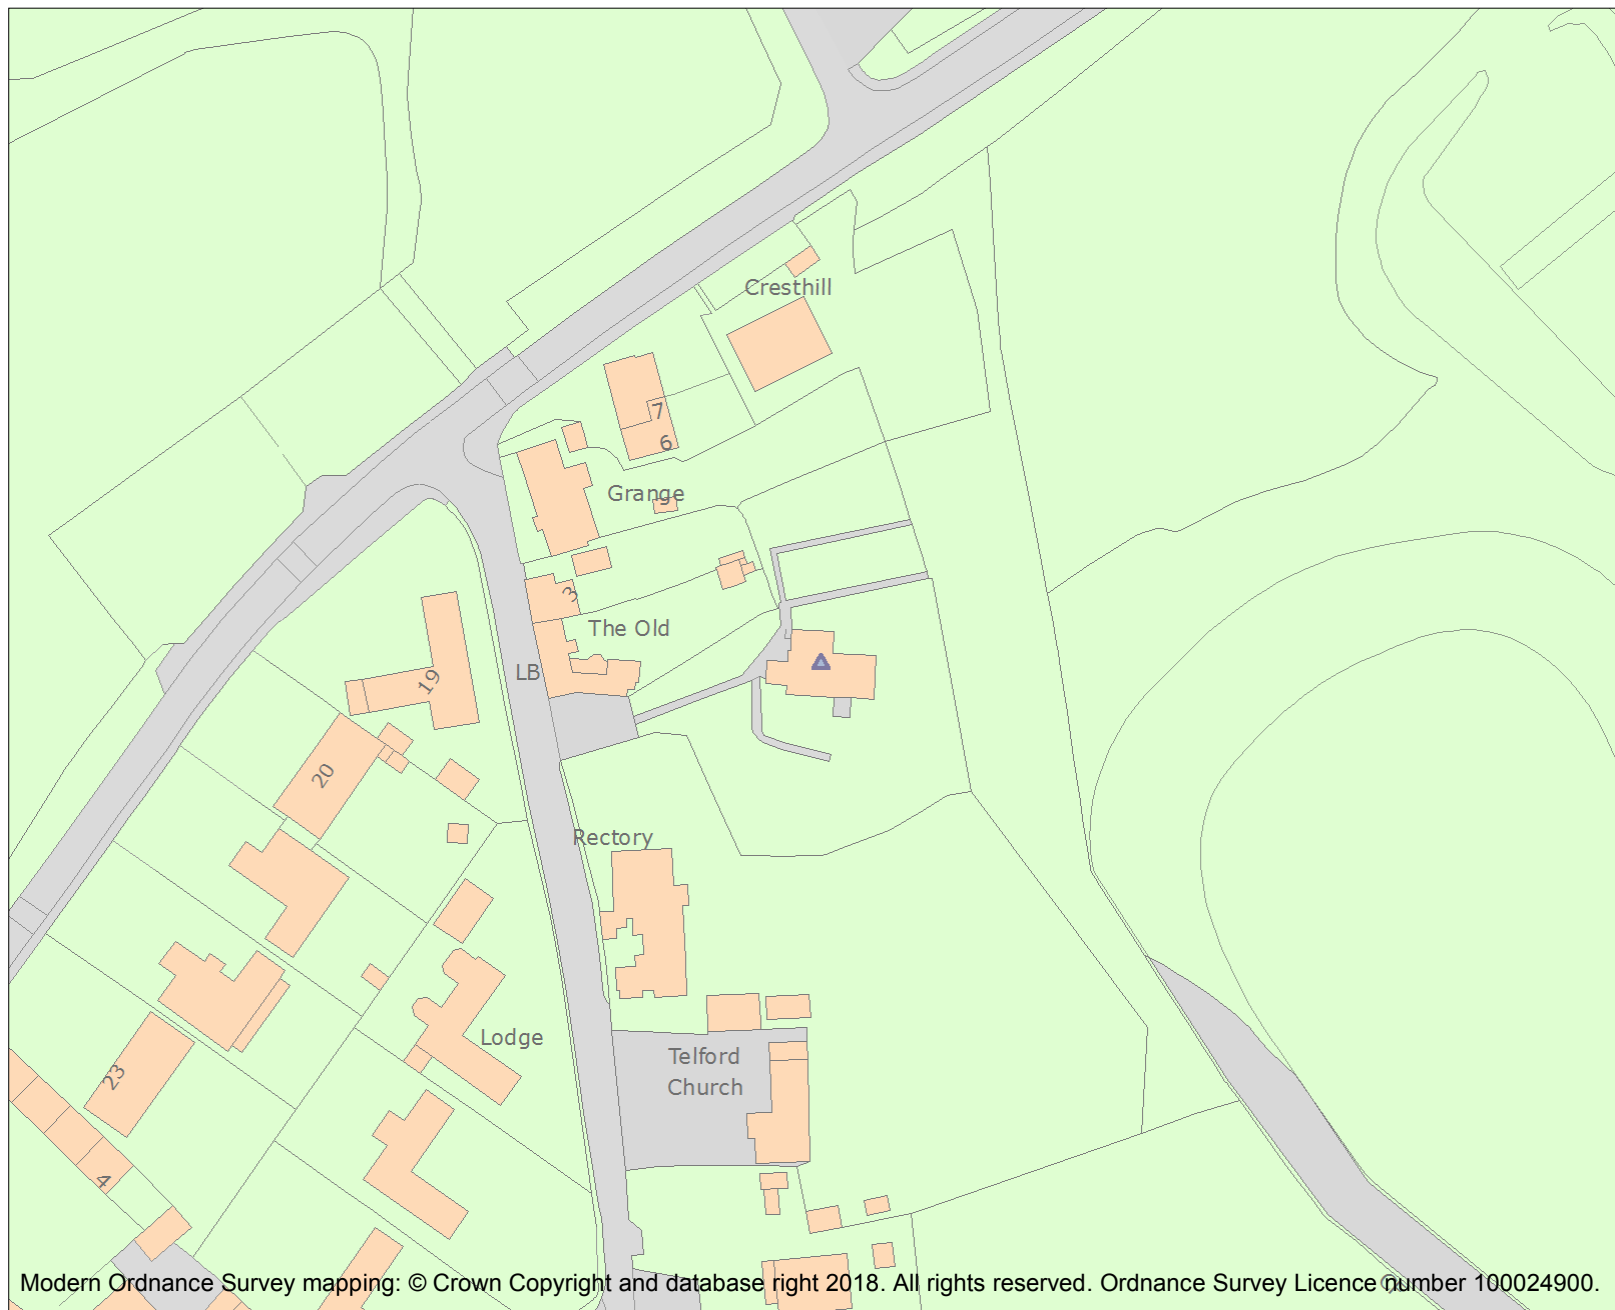 Cresthill
7
6
Grange
3
The Old
LB
19
20
Rectory
Lodge
Telford
Church
23
4
Modern Ordnance Survey mapping: © Crown Copyright and database right 2018. All rights reserved. Ordnance Survey Licence number 100024900.